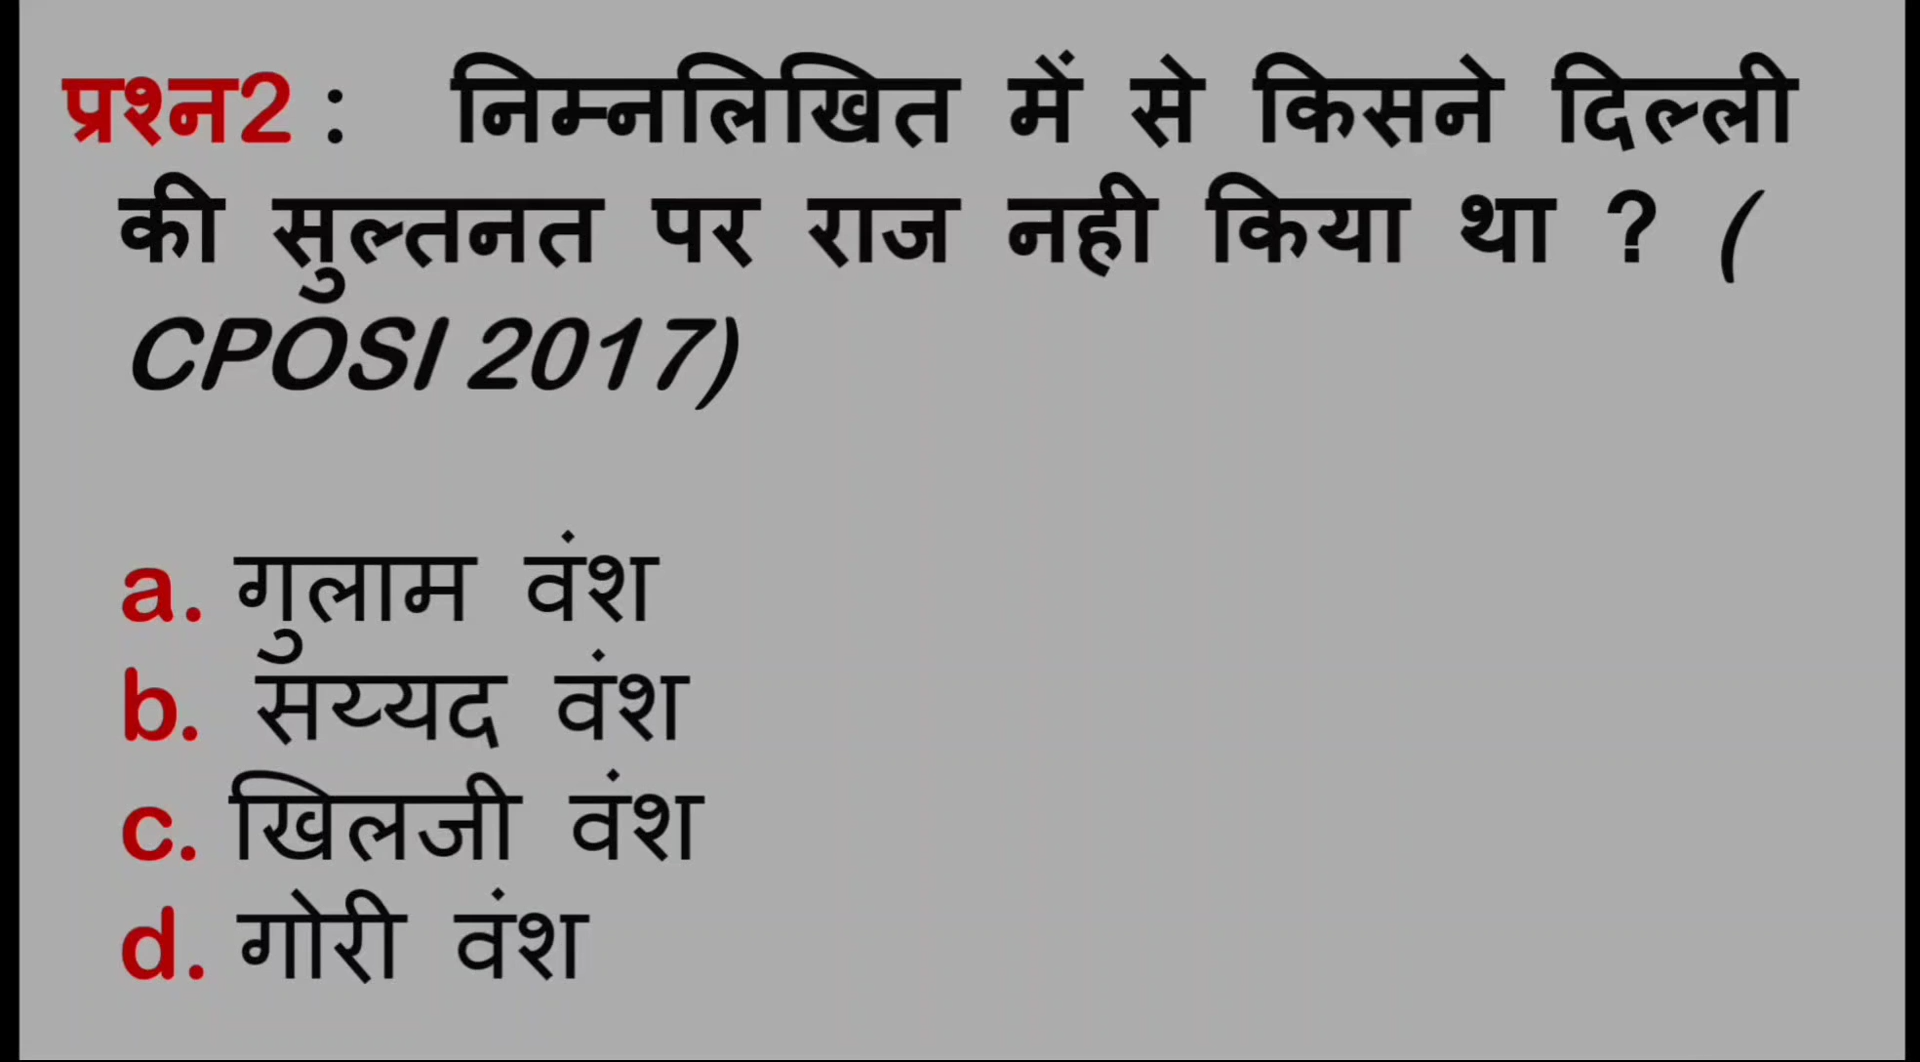 प्रश्न2 : निम्नलिखित में से किसने दिल्ली
की सुल्तनत पर राज नही किया था ? (
CPOSI 2017)
a. गुलाम वंश
b. सय्यद वंश
c. खिलजी वंश
d. गोरी वंश